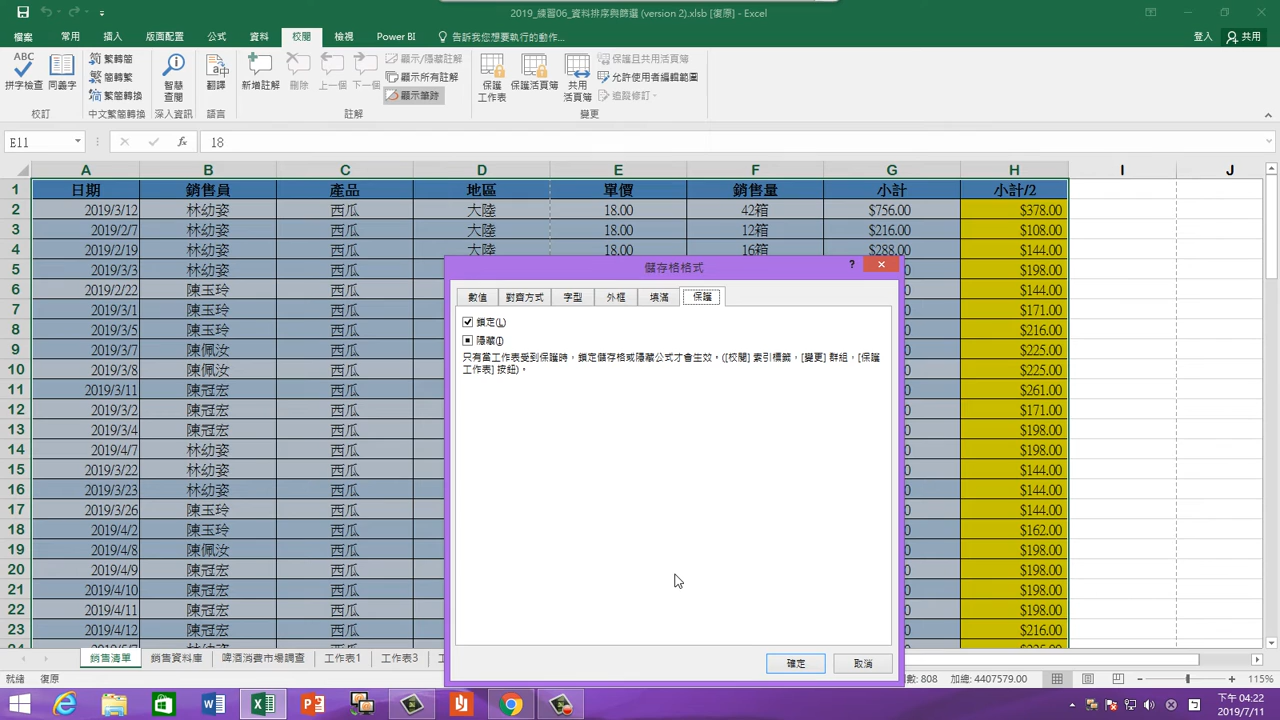 2019_練習06_資料排序與篩選 (version 2).xlsb [復原] - Excel
檔案 常用 插入 版面配置 公式 資料 校閱 檢視 Power BI 告訴我您想要執行的動作... 登入 共用
ABC 拼字檢查 同義字 校訂
繁轉簡
簡轉繁
繁簡轉換
中文繁簡轉換
智慧查閱 深入資訊
翻譯 語言
新增註解 刪除 上一個 下一個 顯示/隱藏註解
顯示所有註解
顯示筆跡
註解
保護工作表 保護活頁簿 共用活頁簿 保護且共用活頁簿
允許使用者編輯範圍
追蹤修訂
變更
E11 fx 18
A B C D E F G H I J
1 日期 銷售員 產品 地區 單價 銷售量 小計 小計/2
2 2019/3/12 林幼姿 西瓜 大陸 18.00 42箱 $756.00 $378.00
3 2019/2/7 林幼姿 西瓜 大陸 18.00 12箱 $216.00 $108.00
4 2019/2/19 林幼姿 西瓜 大陸 18.00 16箱 $288.00 $144.00
5 2019/3/3 林幼姿 西瓜 $198.00
6 2019/2/22 陳玉玲 西瓜 $144.00
7 2019/3/1 陳玉玲 西瓜 $171.00
8 2019/3/5 陳玉玲 西瓜 $216.00
9 2019/3/7 陳佩汝 西瓜 $225.00
10 2019/3/8 陳佩汝 西瓜 $225.00
11 2019/3/11 陳冠宏 西瓜 $261.00
12 2019/3/2 陳冠宏 西瓜 $171.00
13 2019/3/4 陳冠宏 西瓜 $198.00
14 2019/4/7 林幼姿 西瓜 $198.00
15 2019/3/22 林幼姿 西瓜 $144.00
16 2019/3/23 林幼姿 西瓜 $144.00
17 2019/3/26 陳玉玲 西瓜 $144.00
18 2019/4/2 陳玉玲 西瓜 $162.00
19 2019/4/8 陳佩汝 西瓜 $198.00
20 2019/4/9 陳冠宏 西瓜 $198.00
21 2019/4/10 陳冠宏 西瓜 $198.00
22 2019/4/11 陳冠宏 西瓜 $198.00
23 2019/4/12 陳冠宏 西瓜 $216.00
儲存格格式 ?
數值 對齊方式 字型 外框 填滿 保護
鎖定(L)
隱藏(I)
只有當工作表受到保護時，鎖定儲存格或隱藏公式才會生效，([校閱] 索引標籤，[變更] 群組，[保護
工作表] 按鈕)。
確定 取消
銷售清單 銷售資料庫 啤酒消費市場調查 工作表1 工作表3
就緒 復原 數: 808 加總: 4407579.00 115%
下午 04:22
2019/7/11